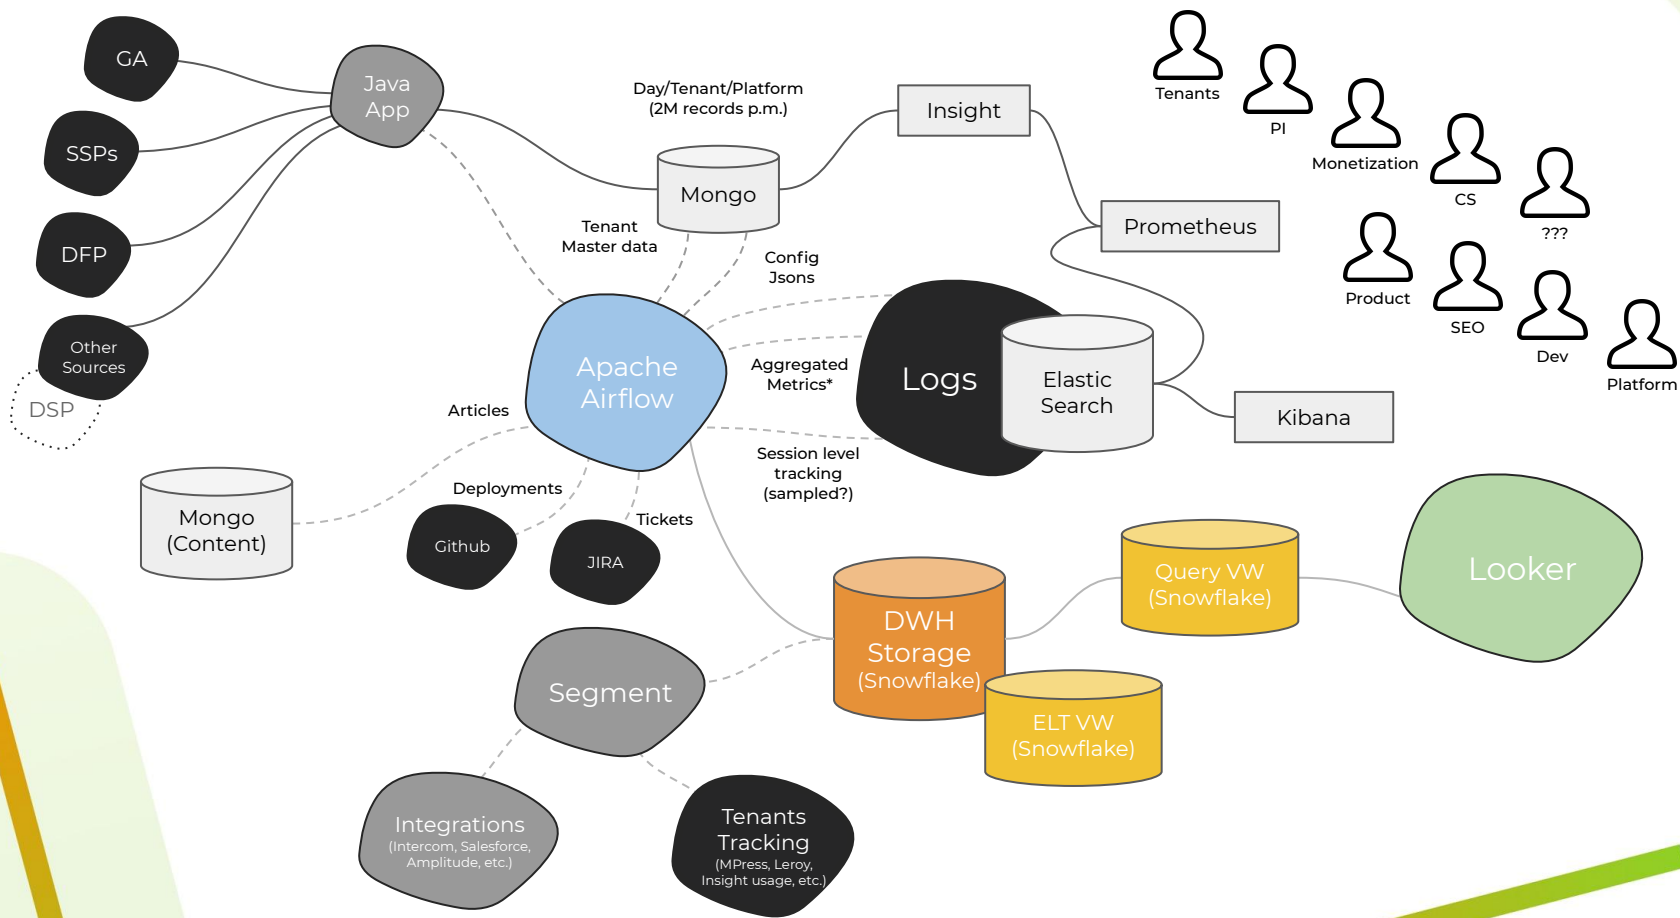 GA
SSPs
DFP
Other
Sources
DSP
Java
App
Day/Tenant/Platform
(2M records p.m.)
Mongo
Insight
Prometheus
Tenants
PI
Monetization
CS
???
Product
SEO
Dev
Platform
Tenant
Master data
Config
Jsons
Apache
Airflow
Aggregated
Metrics*
Logs
Elastic
Search
Kibana
Articles
Session level
tracking
(sampled?)
Deployments
Mongo
(Content)
Github
Tickets
JIRA
DWH
Storage
(Snowflake)
Query VW
(Snowflake)
Looker
ELT VW
(Snowflake)
Segment
Integrations
(Intercom, Salesforce,
Amplitude, etc.)
Tenants
Tracking
(MPress, Leroy,
Insight usage, etc.)